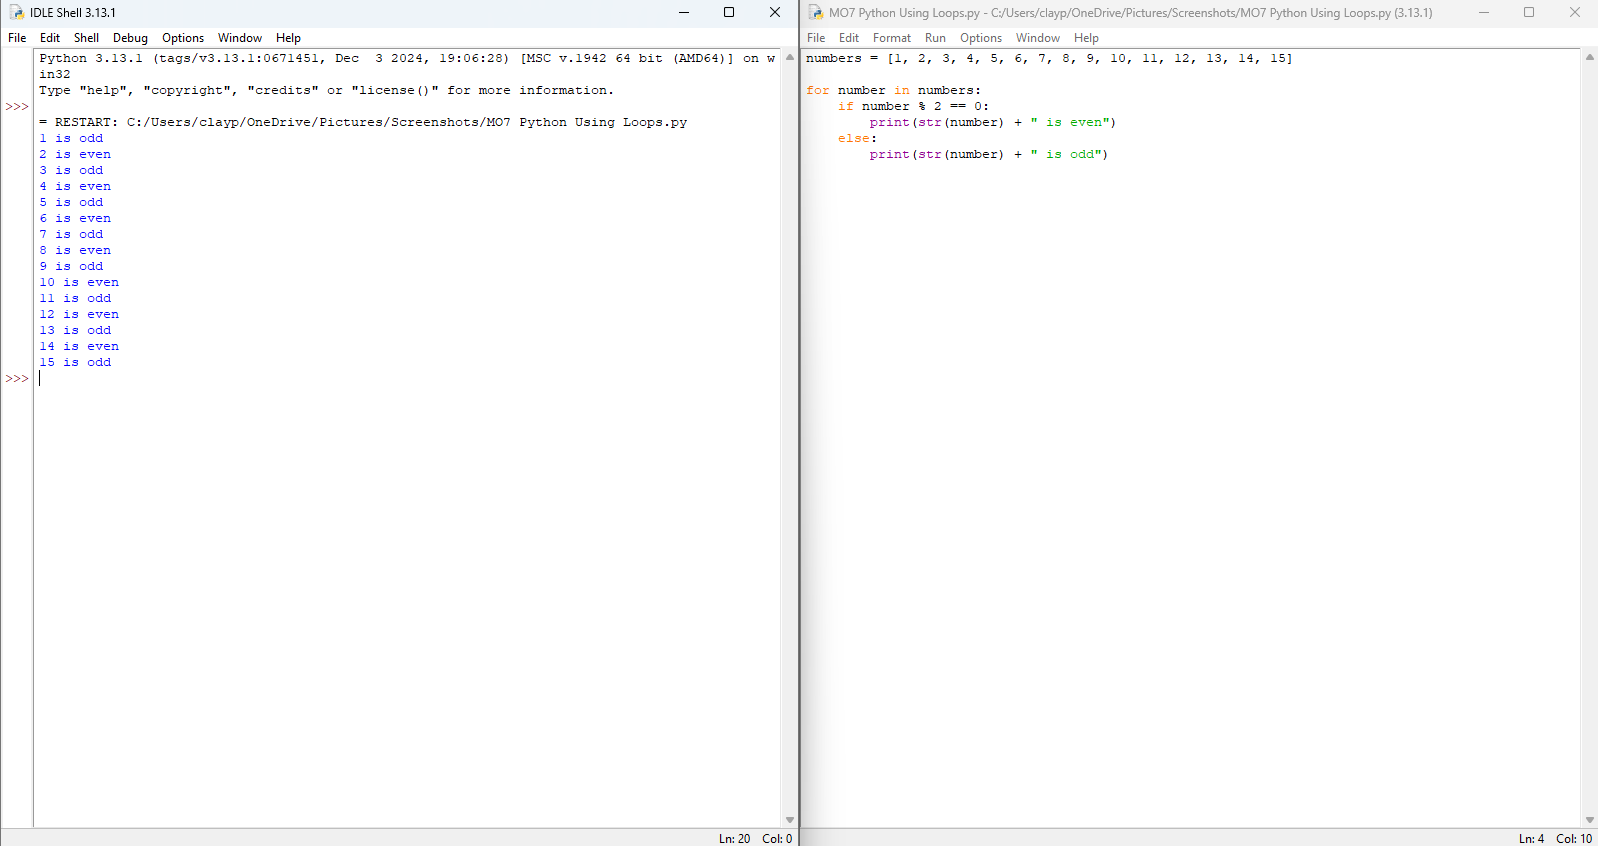 IDLE Shell 3.13.1
File Edit Shell Debug Options Window Help
Python 3.13.1 (tags/v3.13.1:0671451, Dec  3 2024, 19:06:28) [MSC v.1942 64 bit (AMD64)] on w
in32
Type "help", "copyright", "credits" or "license()" for more information.
>>>
= RESTART: C:/Users/clayp/OneDrive/Pictures/Screenshots/MO7 Python Using Loops.py
1 is odd
2 is even
3 is odd
4 is even
5 is odd
6 is even
7 is odd
8 is even
9 is odd
10 is even
11 is odd
12 is even
13 is odd
14 is even
15 is odd
>>>
Ln: 20 Col: 0
MO7 Python Using Loops.py - C:/Users/clayp/OneDrive/Pictures/Screenshots/MO7 Python Using Loops.py (3.13.1)
File Edit Format Run Options Window Help
numbers = [1, 2, 3, 4, 5, 6, 7, 8, 9, 10, 11, 12, 13, 14, 15]
for number in numbers:
    if number % 2 == 0:
        print(str(number) + " is even")
    else:
        print(str(number) + " is odd")
Ln: 4 Col: 10